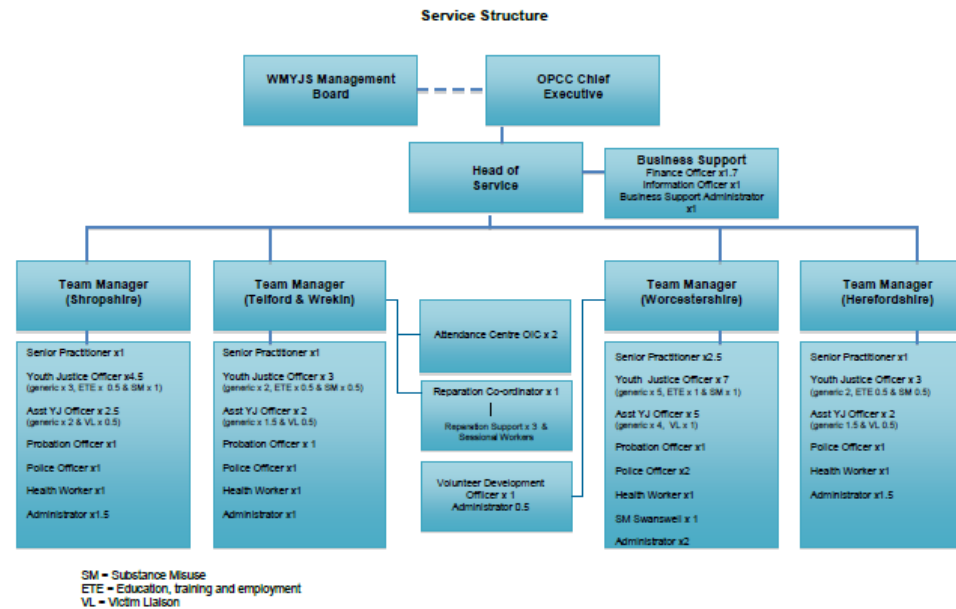 Service Structure
WMYJS Management
Board
OPCC Chief
Executive
Head of
Service
Business Support
Finance Officer x1.7
Information Officer x1
Business Support Administrator
x1
Team Manager
(Shropshire)
Team Manager
(Telford & Wrekin)
Team Manager
(Worcestershire)
Team Manager
(Herefordshire)
Senior Practitioner x1
Youth Justice Officer x4.5
(generic x 3, ETE x 0.5 & SM x 1)
Asst YJ Officer x 2.5
(generic x 2 & VL x 0.5)
Probation Officer x1
Police Officer x1
Health Worker x1
Administrator x1.5
Senior Practitioner x1
Youth Justice Officer x 3
(generic x 2, ETE x 0.5 & SM x 0.5)
Asst YJ Officer x 2
(generic x 1.5 & VL 0.5)
Probation Officer x 1
Police Officer x1
Health Worker x1
Administrator x1
Attendance Centre OIC x 2
Reparation Co-ordinator x 1
Reparation Support x 3 &
Sessional Workers
Volunteer Development
Officer x 1
Administrator 0.5
Senior Practitioner x2.5
Youth Justice Officer x 7
(generic x 5, ETE x 1 & SM x 1)
Asst YJ Officer x 5
(generic x 4, VL x 1)
Probation Officer x1
Police Officer x2
Health Worker x1
SM Swanswell x 1
Administrator x2
Senior Practitioner x1
Youth Justice Officer x 3
(generic 2, ETE 0.5 & SM 0.5)
Asst YJ Officer x 2
(generic 1.5 & VL 0.5)
Police Officer x1
Health Worker x1
Administrator x1.5
SM = Substance Misuse
ETE = Education, training and employment
VL = Victim Liaison